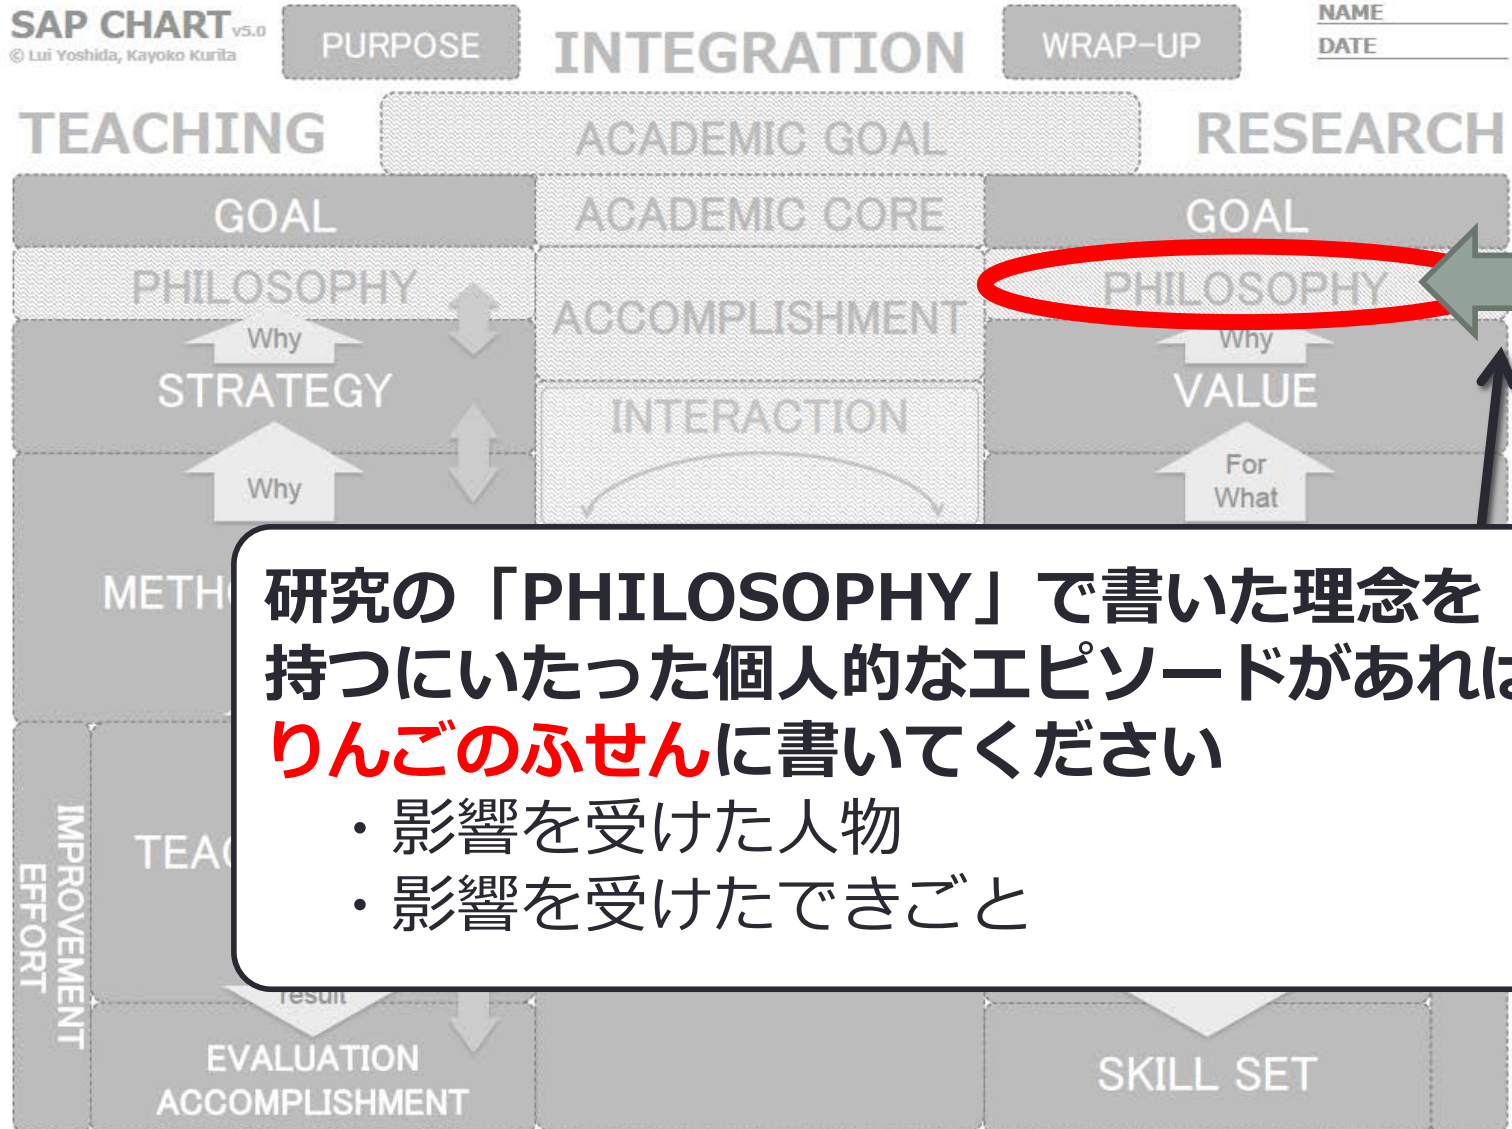 SAP CHART v5.0
© Lui Yoshida, Kayoko Kurita
PURPOSE
INTEGRATION
WRAP-UP
NAME
DATE
TEACHING
ACADEMIC GOAL
RESEARCH
GOAL
ACADEMIC CORE
GOAL
PHILOSOPHY
ACCOMPLISHMENT
PHILOSOPHY
Why
Why
STRATEGY
INTERACTION
VALUE
Why
For
What
研究の「PHILOSOPHY」で書いた理念を
持つにいたった個人的なエピソードがあれば
りんごのふせんに書いてください
・影響を受けた人物
・影響を受けたできごと
IMPROVEMENT
EFFORT
result
EVALUATION
ACCOMPLISHMENT
SKILL SET